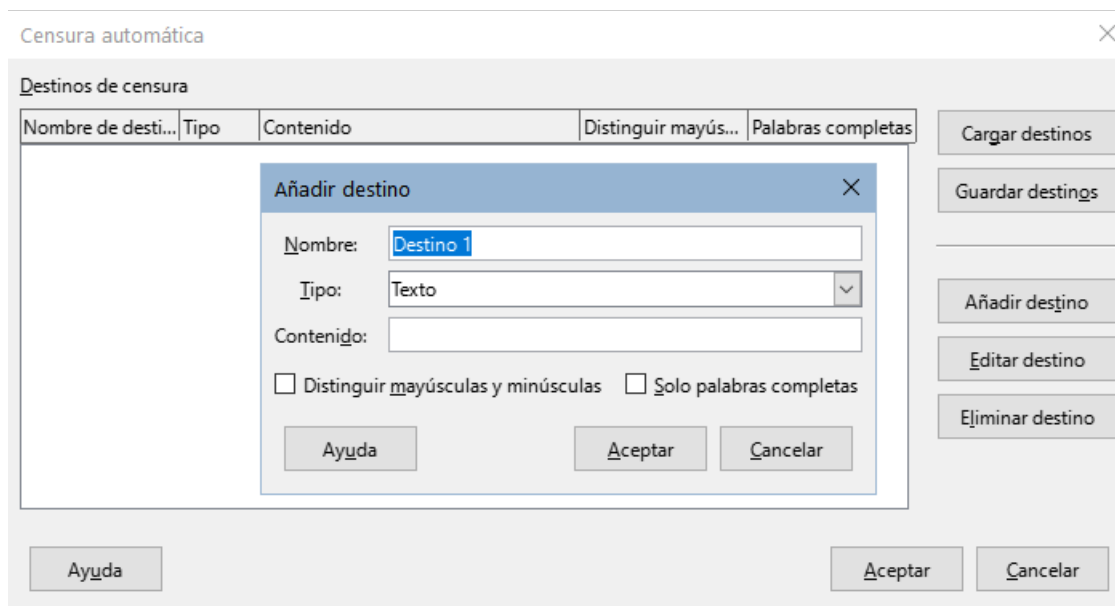 Censura automática
Destinos de censura
Nombre de desti... Tipo Contenido Distinguir mayús... Palabras completas
Cargar destinos
Guardar destinos
Añadir destino
Nombre: Destino 1
Tipo: Texto
Contenido:
Distinguir mayúsculas y minúsculas Solo palabras completas
Ayuda Aceptar Cancelar
Añadir destino
Editar destino
Eliminar destino
Ayuda Aceptar Cancelar